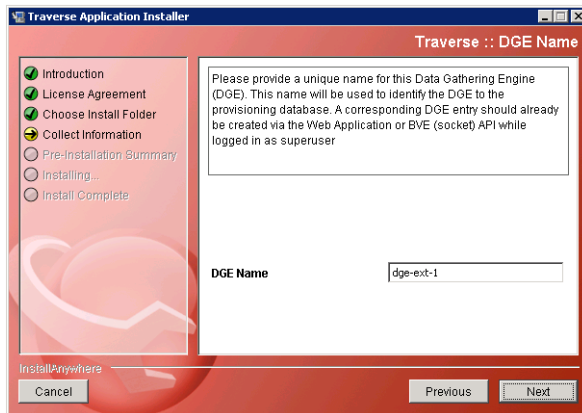 Traverse Application Installer
Traverse :: DGE Name
Introduction
License Agreement
Choose Install Folder
Collect Information
Pre-Installation Summary
Installing...
Install Complete
Please provide a unique name for this Data Gathering Engine
(DGE). This name will be used to identify the DGE to the
provisioning database. A corresponding DGE entry should already
be created via the Web Application or BVE (socket) API while
logged in as superuser
DGE Name
dge-ext-1
InstallAnywhere
Cancel
Previous
Next